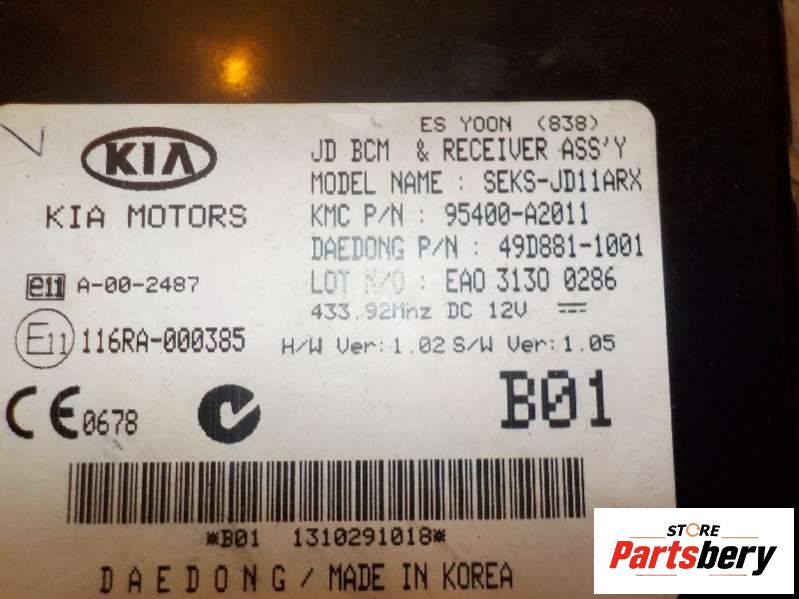 ES YOON (838)
KIA
JD BCM & RECEIVER ASS'Y
MODEL NAME : SEKS-JD11ARX
KIA MOTORS
KMC P/N : 95400-A2011
DAEDONG P/N : 49D881-1001
e11 A-00-2487
LOT N/O : EAO 3130 0286
433.92Mhz DC 12V
E11 116RA-000385
H/W Ver:1.02 S/W Ver:1.05
CE 0678
B01
*B01 1310291018*
DAEDONG / MADE IN KOREA
STORE
Partsbery